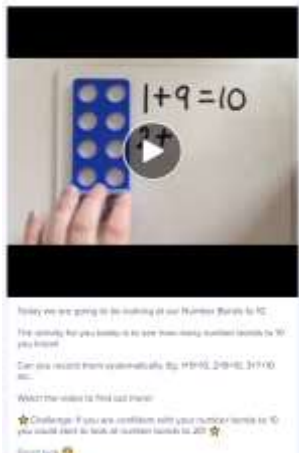 1+9=10
2+
Today we are going to be looking at our Number Bonds to 10.
The activity for you today is to see how many number bonds to 10
you know!
Can you record them systematically. Eg. 1+9=10, 2+8=10, 3+7=10
etc...
Watch the video to find out more!
Challenge: If you are confident with your number bonds to 10
you could start to look at number bonds to 20!
Good luck